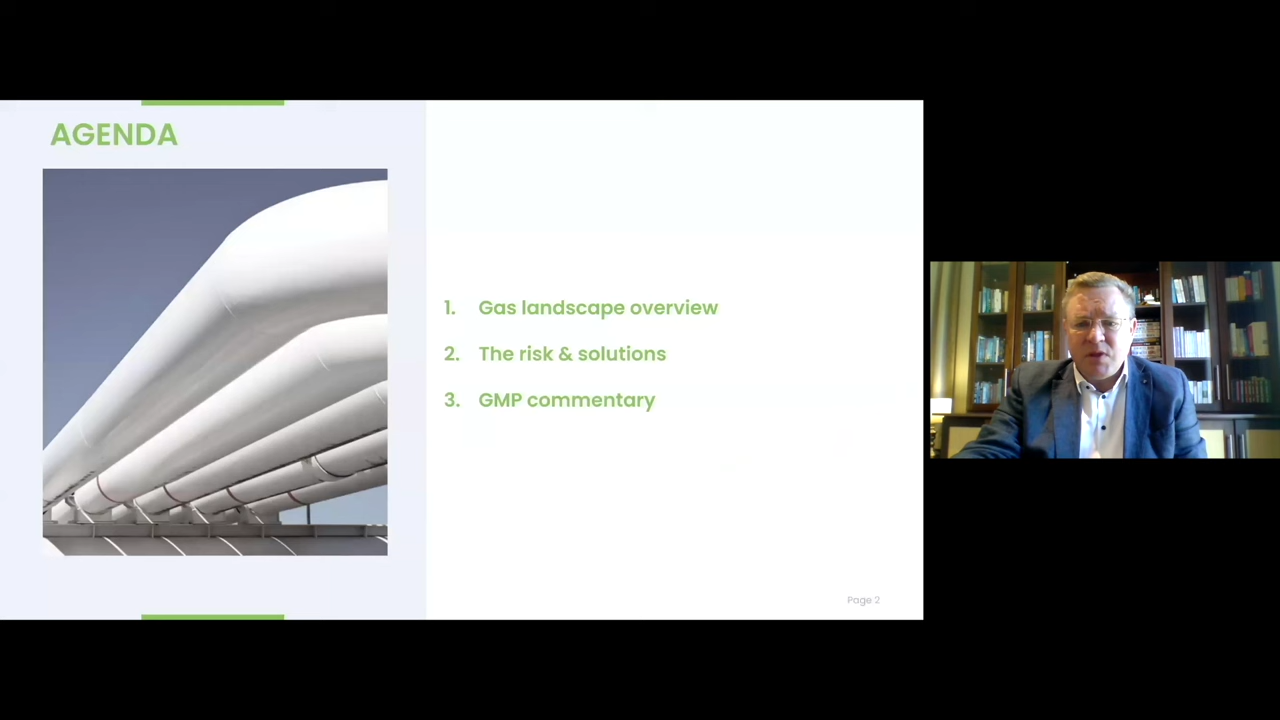 AGENDA
1. Gas landscape overview
2. The risk & solutions
3. GMP commentary
Page 2